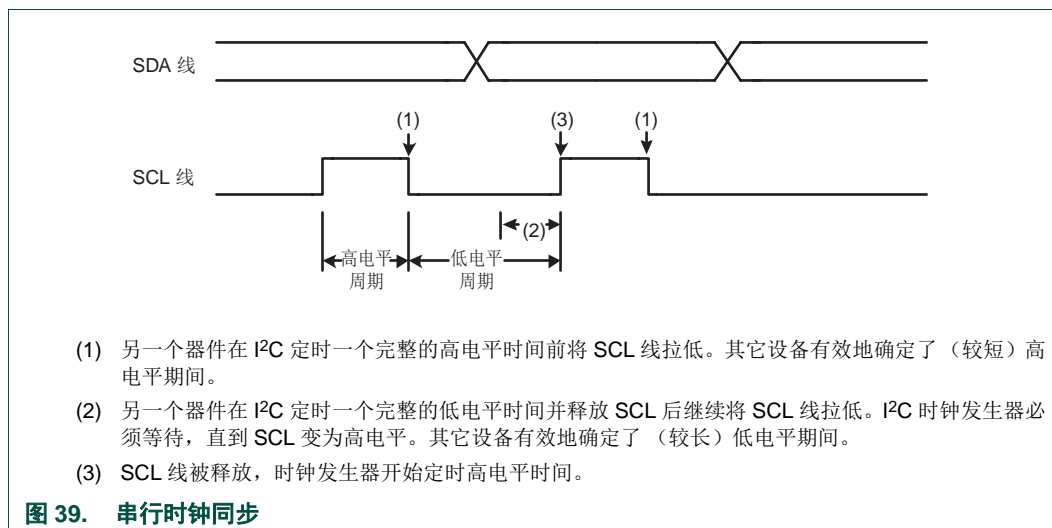 SDA 线
(1)
(3)
(1)
SCL 线
(2)
高电平
周期
低电平
周期
(1) 另一个器件在 I²C 定时一个完整的高电平时间前将 SCL 线拉低。其它设备有效地确定了（较短）高
电平期间。
(2) 另一个器件在 I²C 定时一个完整的低电平时间并释放 SCL 后继续将 SCL 线拉低。I²C 时钟发生器必
须等待，直到 SCL 变为高电平。其它设备有效地确定了 （较长）低电平期间。
(3) SCL 线被释放，时钟发生器开始定时高电平时间。
图 39. 串行时钟同步